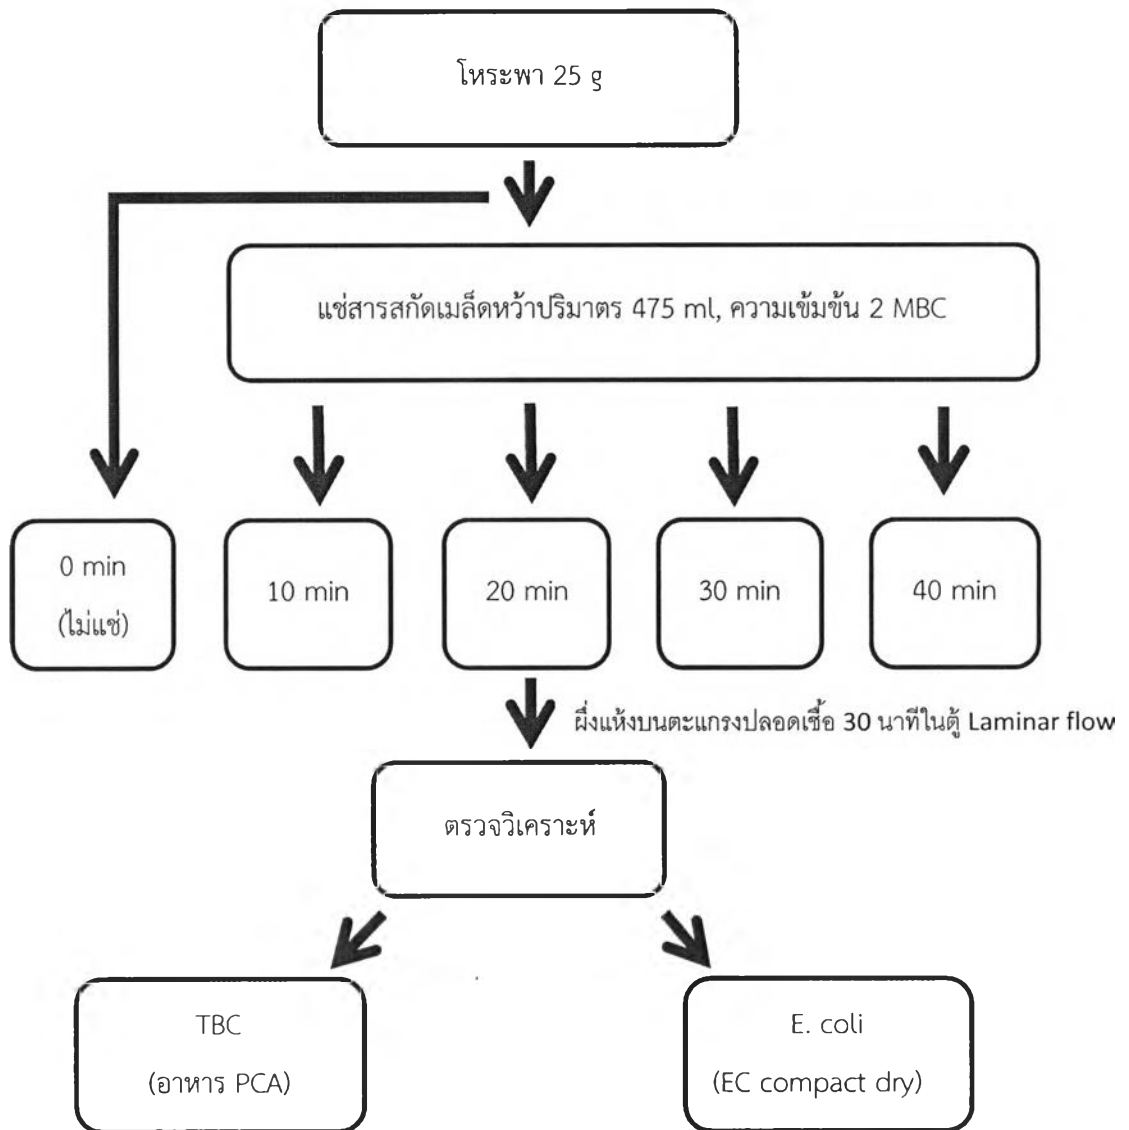 โหระพา 25 g
แช่สารสกัดเมล็ดหว้าปริมาตร 475 ml, ความเข้มข้น 2 MBC
0 min
(ไม่แช่)
10 min
20 min
30 min
40 min
ผึ่งแห้งบนตะแกรงปลอดเชื้อ 30 นาทีในตู้ Laminar flow
ตรวจวิเคราะห์
TBC
(อาหาร PCA)
E. coli
(EC compact dry)